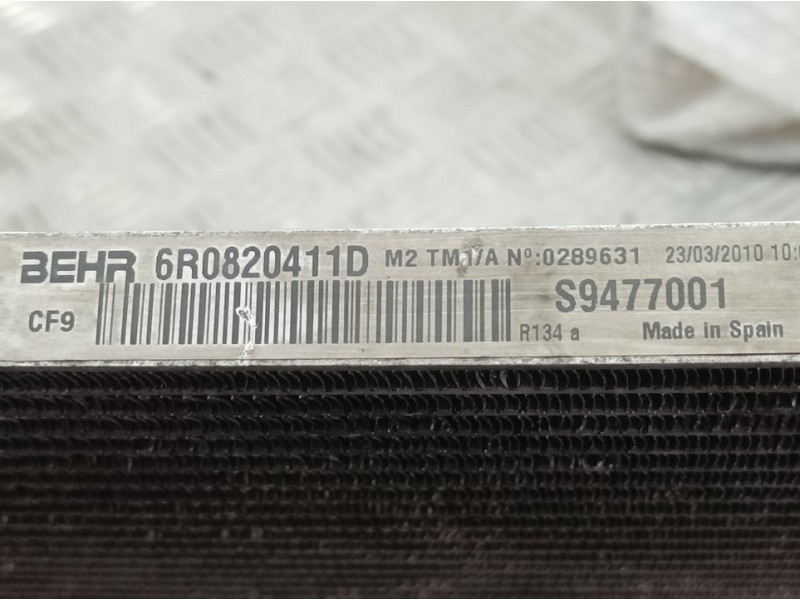 BEHR 6R0820411D M2 TM1/A Nº:0289631 23/03/2010 10:
CF9 S9477001
R134 a Made in Spain